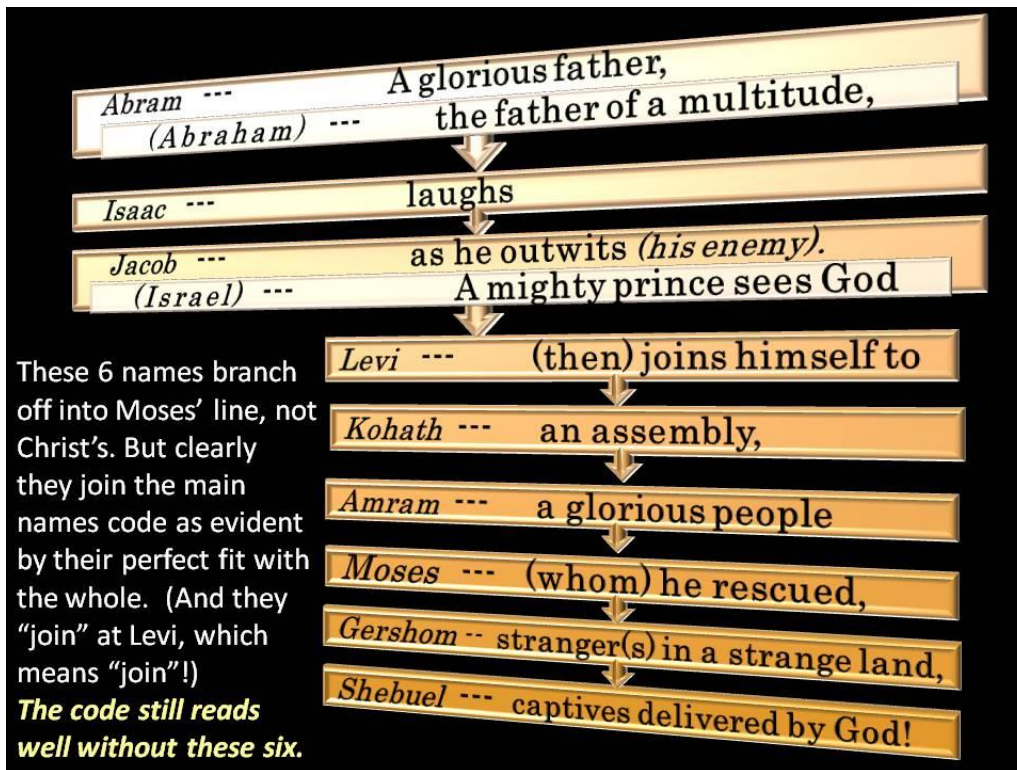 Abram --- A glorious father,
(Abraham) --- the father of a multitude,
Isaac --- laughs
Jacob --- as he outwits (his enemy).
(Israel) --- A mighty prince sees God
Levi --- (then) joins himself to
Kohath --- an assembly,
Amram --- a glorious people
Moses --- (whom) he rescued,
Gershom -- stranger(s) in a strange land,
Shebuel --- captives delivered by God!
These 6 names branch
off into Moses’ line, not
Christ’s. But clearly
they join the main
names code as evident
by their perfect fit with
the whole. (And they
“join” at Levi, which
means “join”!)
The code still reads
well without these six.